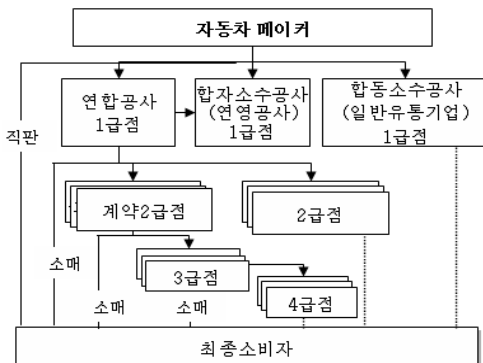 자동차 메이커
연합공사
1급점
합자소수공사
(연영공사)
1급점
합동소수공사
(일반유통기업)
1급점
직판
계약2급점
2급점
소매
3급점
4급점
소매
소매
최종소비자